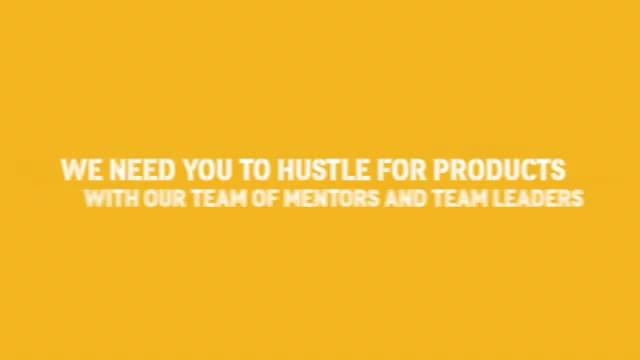 WE NEED YOU TO HUSTLE FOR PRODUCTS
WITH OUR TEAM OF MENTORS AND TEAM LEADERS